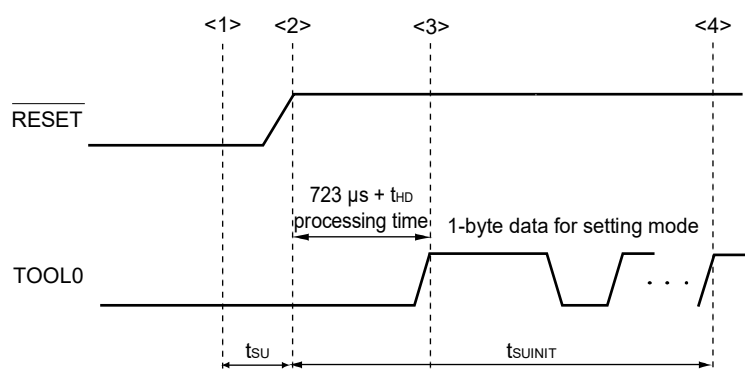 <1> <2> <3> <4>
RESET
723 µs + tHD
processing time
1-byte data for setting mode
TOOL0
. . .
tSU
tSUINIT